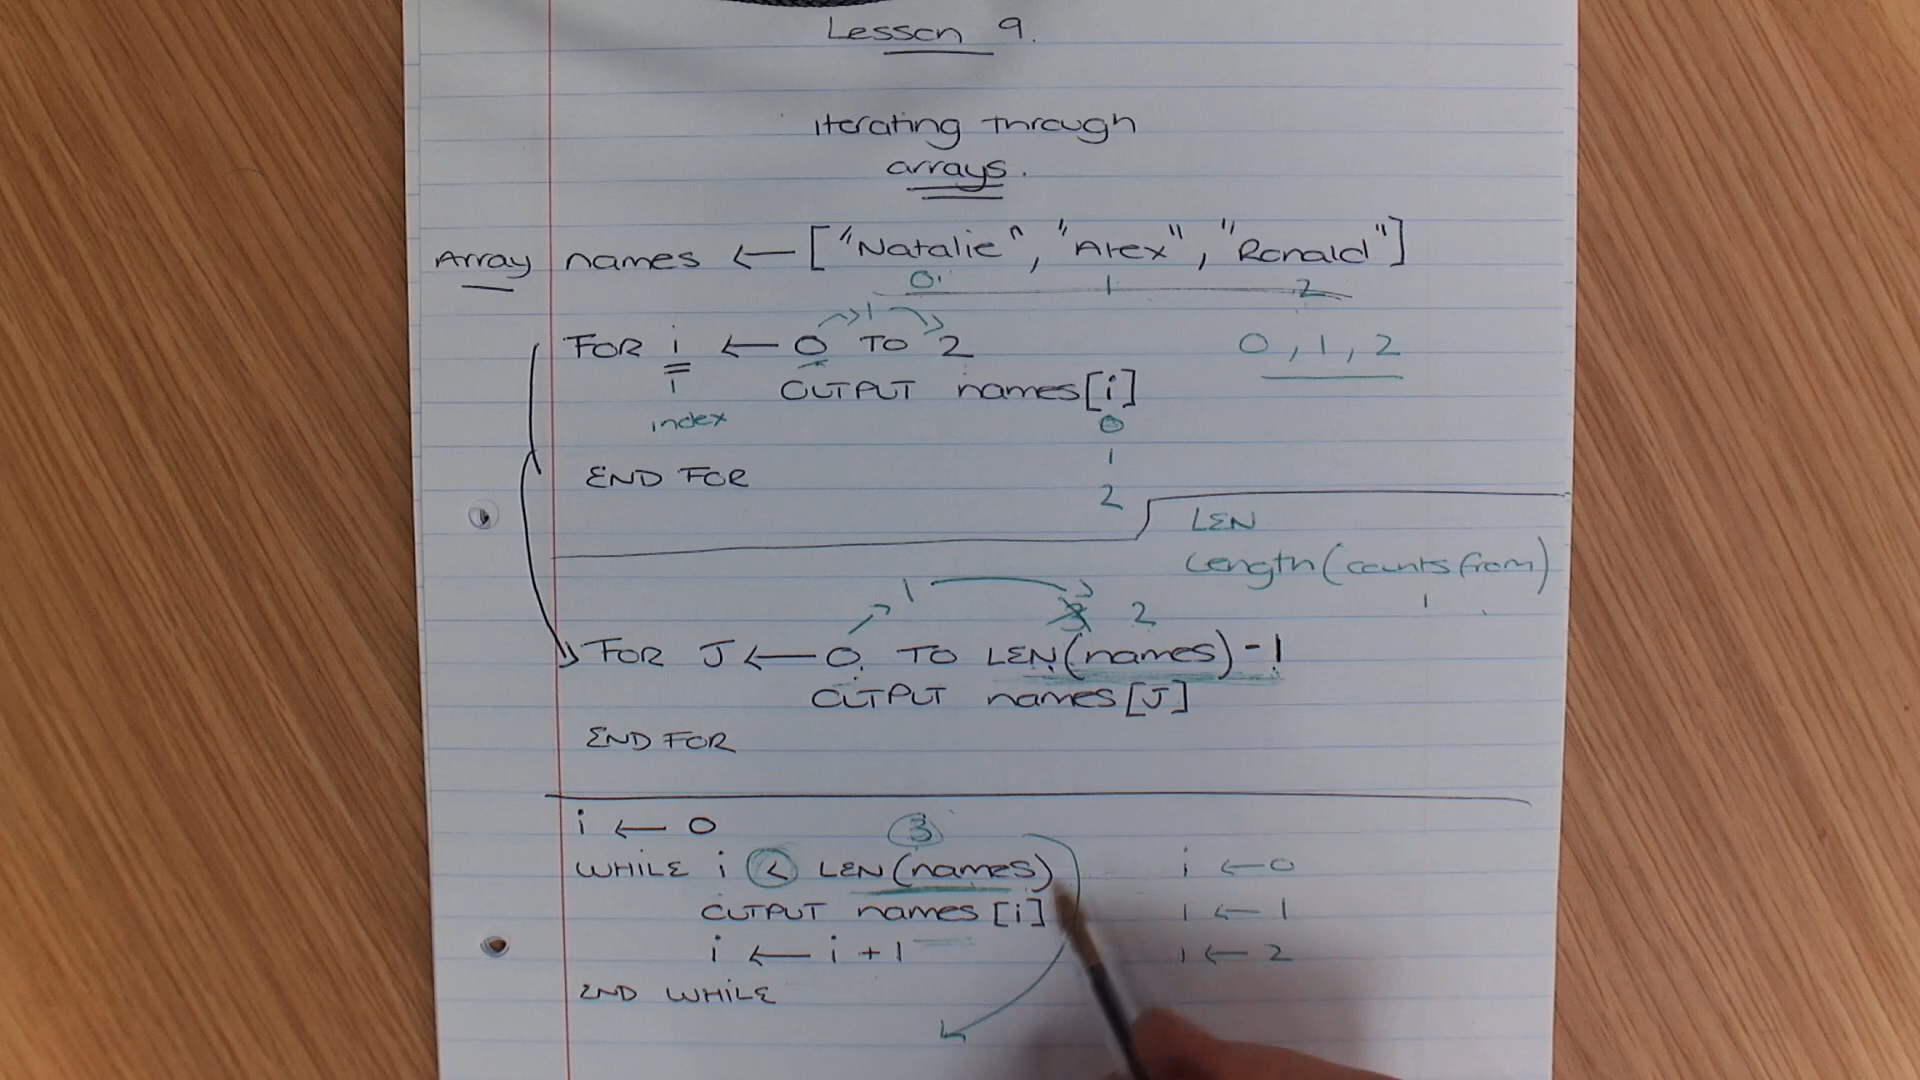 Lesson 9.
iterating through
arrays.
Array names ← ["Natalie", "Alex", "Ronald"]
0 1 2
1
FOR i ← 0 TO 2 0, 1, 2
i OUTPUT names[i]
index 0
1
END FOR
2
LEN
Length (counts from)
1
1 3 2
FOR J ← 0 TO LEN(names) - 1
OUTPUT names[J]
END FOR
i ← 0 3
WHILE i < LEN(names) i ← 0
OUTPUT names[i] i ← 1
i ← i + 1 i ← 2
END WHILE